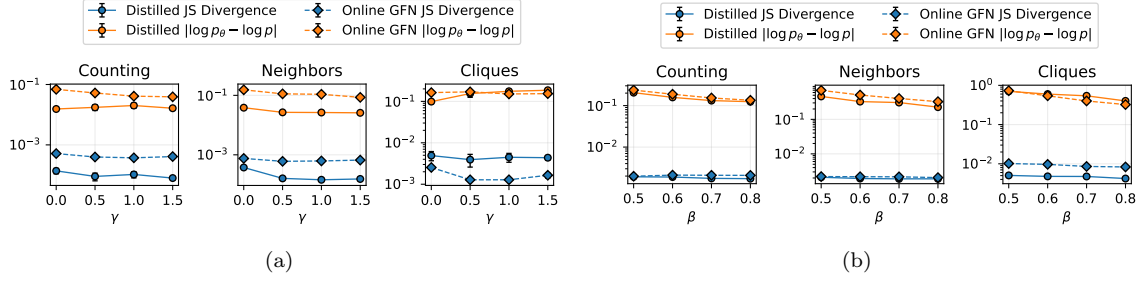 Distilled JS Divergence
Distilled |log pθ − log p|
Online GFN JS Divergence
Online GFN |log pθ − log p|
Counting
10⁻¹
10⁻³
0.0 0.5 1.0 1.5
γ
Neighbors
10⁻¹
10⁻³
0.0 0.5 1.0 1.5
γ
Cliques
10⁻¹
10⁻²
10⁻³
0.0 0.5 1.0 1.5
γ
(a)
Distilled JS Divergence
Distilled |log pθ − log p|
Online GFN JS Divergence
Online GFN |log pθ − log p|
Counting
10⁻¹
0.5 0.6 0.7 0.8
β
Neighbors
10⁻¹
10⁻²
0.5 0.6 0.7 0.8
β
Cliques
10⁰
10⁻¹
10⁻²
0.5 0.6 0.7 0.8
β
(b)